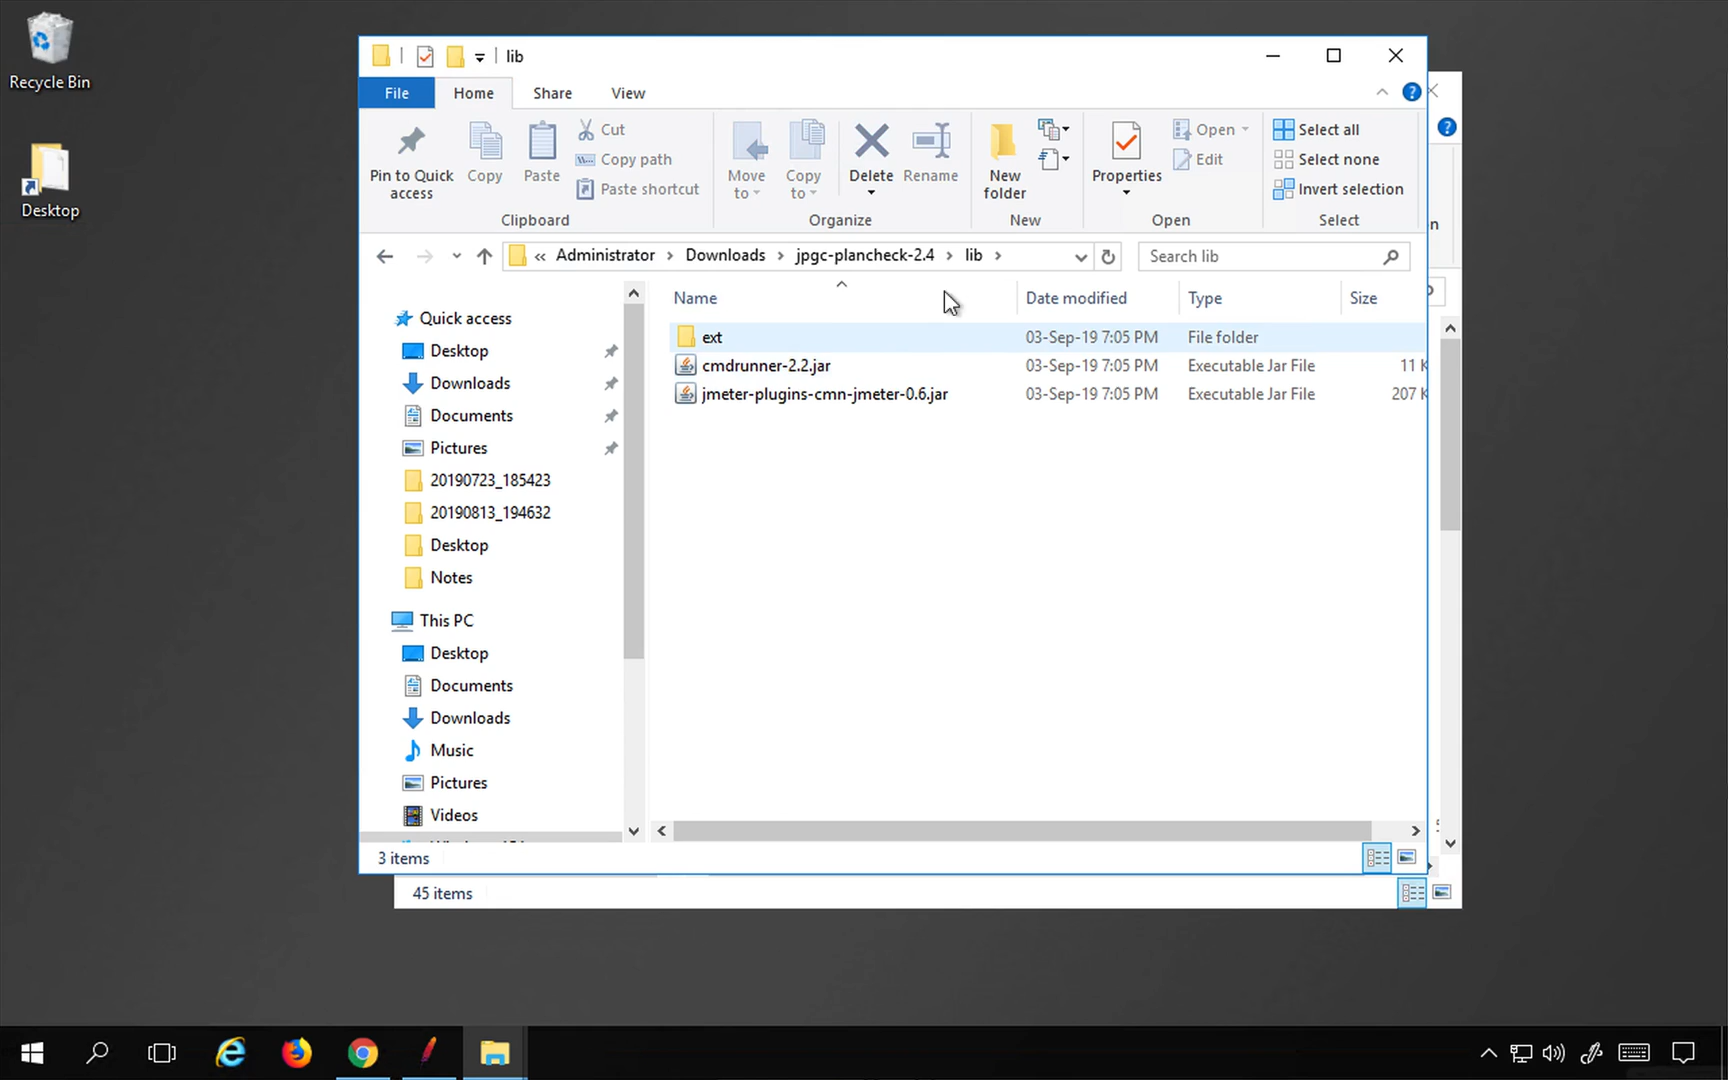 Recycle Bin
Desktop
lib
File Home Share View
Pin to Quick access
Copy
Paste
Cut
Copy path
Paste shortcut
Clipboard
Move to
Copy to
Delete
Rename
Organize
New folder
New
Properties
Open
Edit
Open
Select all
Select none
Invert selection
Select
« Administrator > Downloads > jpgc-plancheck-2.4 > lib >
Search lib
Quick access
Desktop
Downloads
Documents
Pictures
20190723_185423
20190813_194632
Desktop
Notes
This PC
Desktop
Documents
Downloads
Music
Pictures
Videos
Name Date modified Type Size
ext 03-Sep-19 7:05 PM File folder
cmdrunner-2.2.jar 03-Sep-19 7:05 PM Executable Jar File 11 K
jmeter-plugins-cmn-jmeter-0.6.jar 03-Sep-19 7:05 PM Executable Jar File 207 K
3 items
45 items